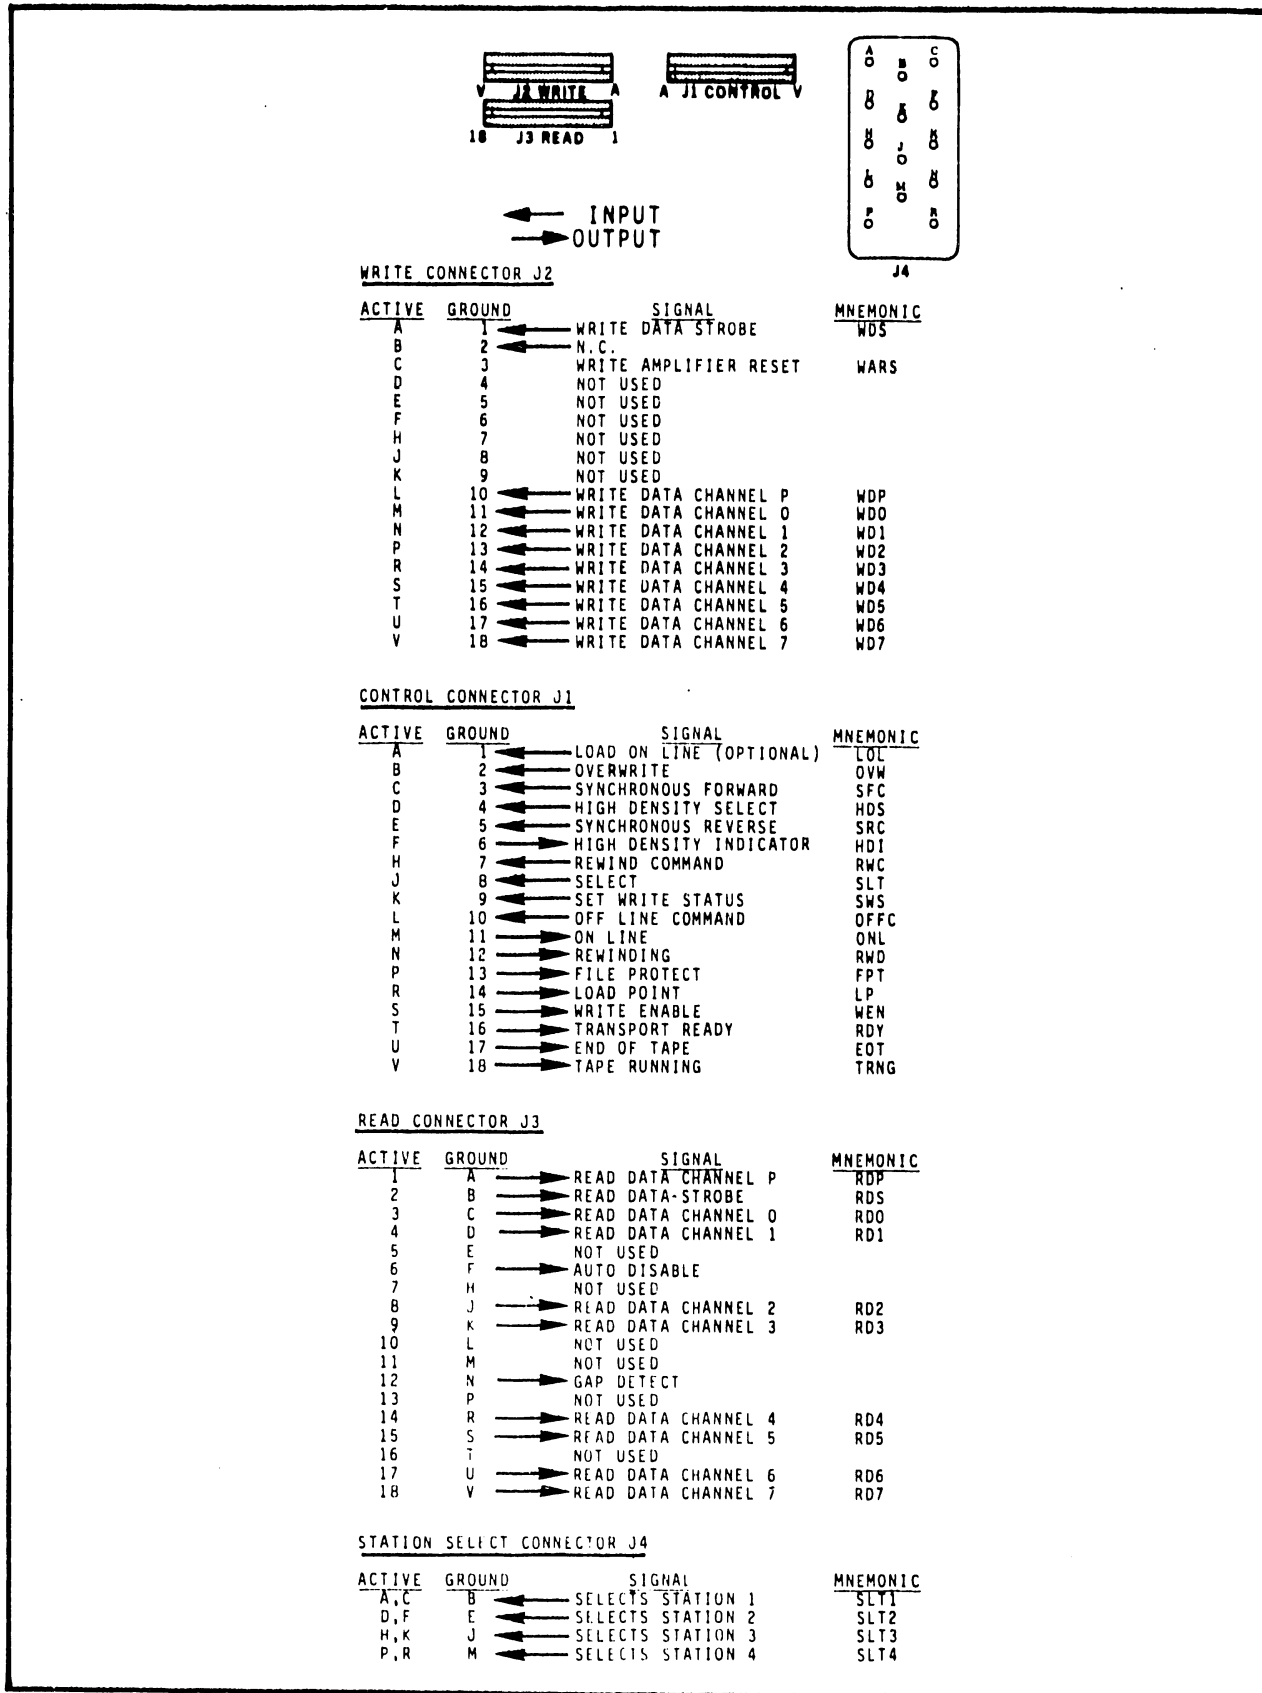 A C
B
V J2 WRITE A A J1 CONTROL V
D F
E
18 J3 READ 1
H K
J
L N
M
INPUT
P R
OUTPUT
J4
WRITE CONNECTOR J2
ACTIVE GROUND SIGNAL MNEMONIC
A 1 WRITE DATA STROBE WDS
B 2 N.C.
C 3 WRITE AMPLIFIER RESET WARS
D 4 NOT USED
E 5 NOT USED
F 6 NOT USED
H 7 NOT USED
J 8 NOT USED
K 9 NOT USED
L 10 WRITE DATA CHANNEL P WDP
M 11 WRITE DATA CHANNEL 0 WD0
N 12 WRITE DATA CHANNEL 1 WD1
P 13 WRITE DATA CHANNEL 2 WD2
R 14 WRITE DATA CHANNEL 3 WD3
S 15 WRITE DATA CHANNEL 4 WD4
T 16 WRITE DATA CHANNEL 5 WD5
U 17 WRITE DATA CHANNEL 6 WD6
V 18 WRITE DATA CHANNEL 7 WD7
CONTROL CONNECTOR J1
ACTIVE GROUND SIGNAL MNEMONIC
A 1 LOAD ON LINE (OPTIONAL) LOL
B 2 OVERWRITE OVW
C 3 SYNCHRONOUS FORWARD SFC
D 4 HIGH DENSITY SELECT HDS
E 5 SYNCHRONOUS REVERSE SRC
F 6 HIGH DENSITY INDICATOR HDI
H 7 REWIND COMMAND RWC
J 8 SELECT SLT
K 9 SET WRITE STATUS SWS
L 10 OFF LINE COMMAND OFFC
M 11 ON LINE ONL
N 12 REWINDING RWD
P 13 FILE PROTECT FPT
R 14 LOAD POINT LP
S 15 WRITE ENABLE WEN
T 16 TRANSPORT READY RDY
U 17 END OF TAPE EOT
V 18 TAPE RUNNING TRNG
READ CONNECTOR J3
ACTIVE GROUND SIGNAL MNEMONIC
1 A READ DATA CHANNEL P RDP
2 B READ DATA-STROBE RDS
3 C READ DATA CHANNEL 0 RD0
4 D READ DATA CHANNEL 1 RD1
5 E NOT USED
6 F AUTO DISABLE
7 H NOT USED
8 J READ DATA CHANNEL 2 RD2
9 K READ DATA CHANNEL 3 RD3
10 L NOT USED
11 M NOT USED
12 N GAP DETECT
13 P NOT USED
14 R READ DATA CHANNEL 4 RD4
15 S READ DATA CHANNEL 5 RD5
16 T NOT USED
17 U READ DATA CHANNEL 6 RD6
18 V READ DATA CHANNEL 7 RD7
STATION SELECT CONNECTOR J4
ACTIVE GROUND SIGNAL MNEMONIC
A,C B SELECTS STATION 1 SLT1
D,F E SELECTS STATION 2 SLT2
H,K J SELECTS STATION 3 SLT3
P,R M SELECTS STATION 4 SLT4